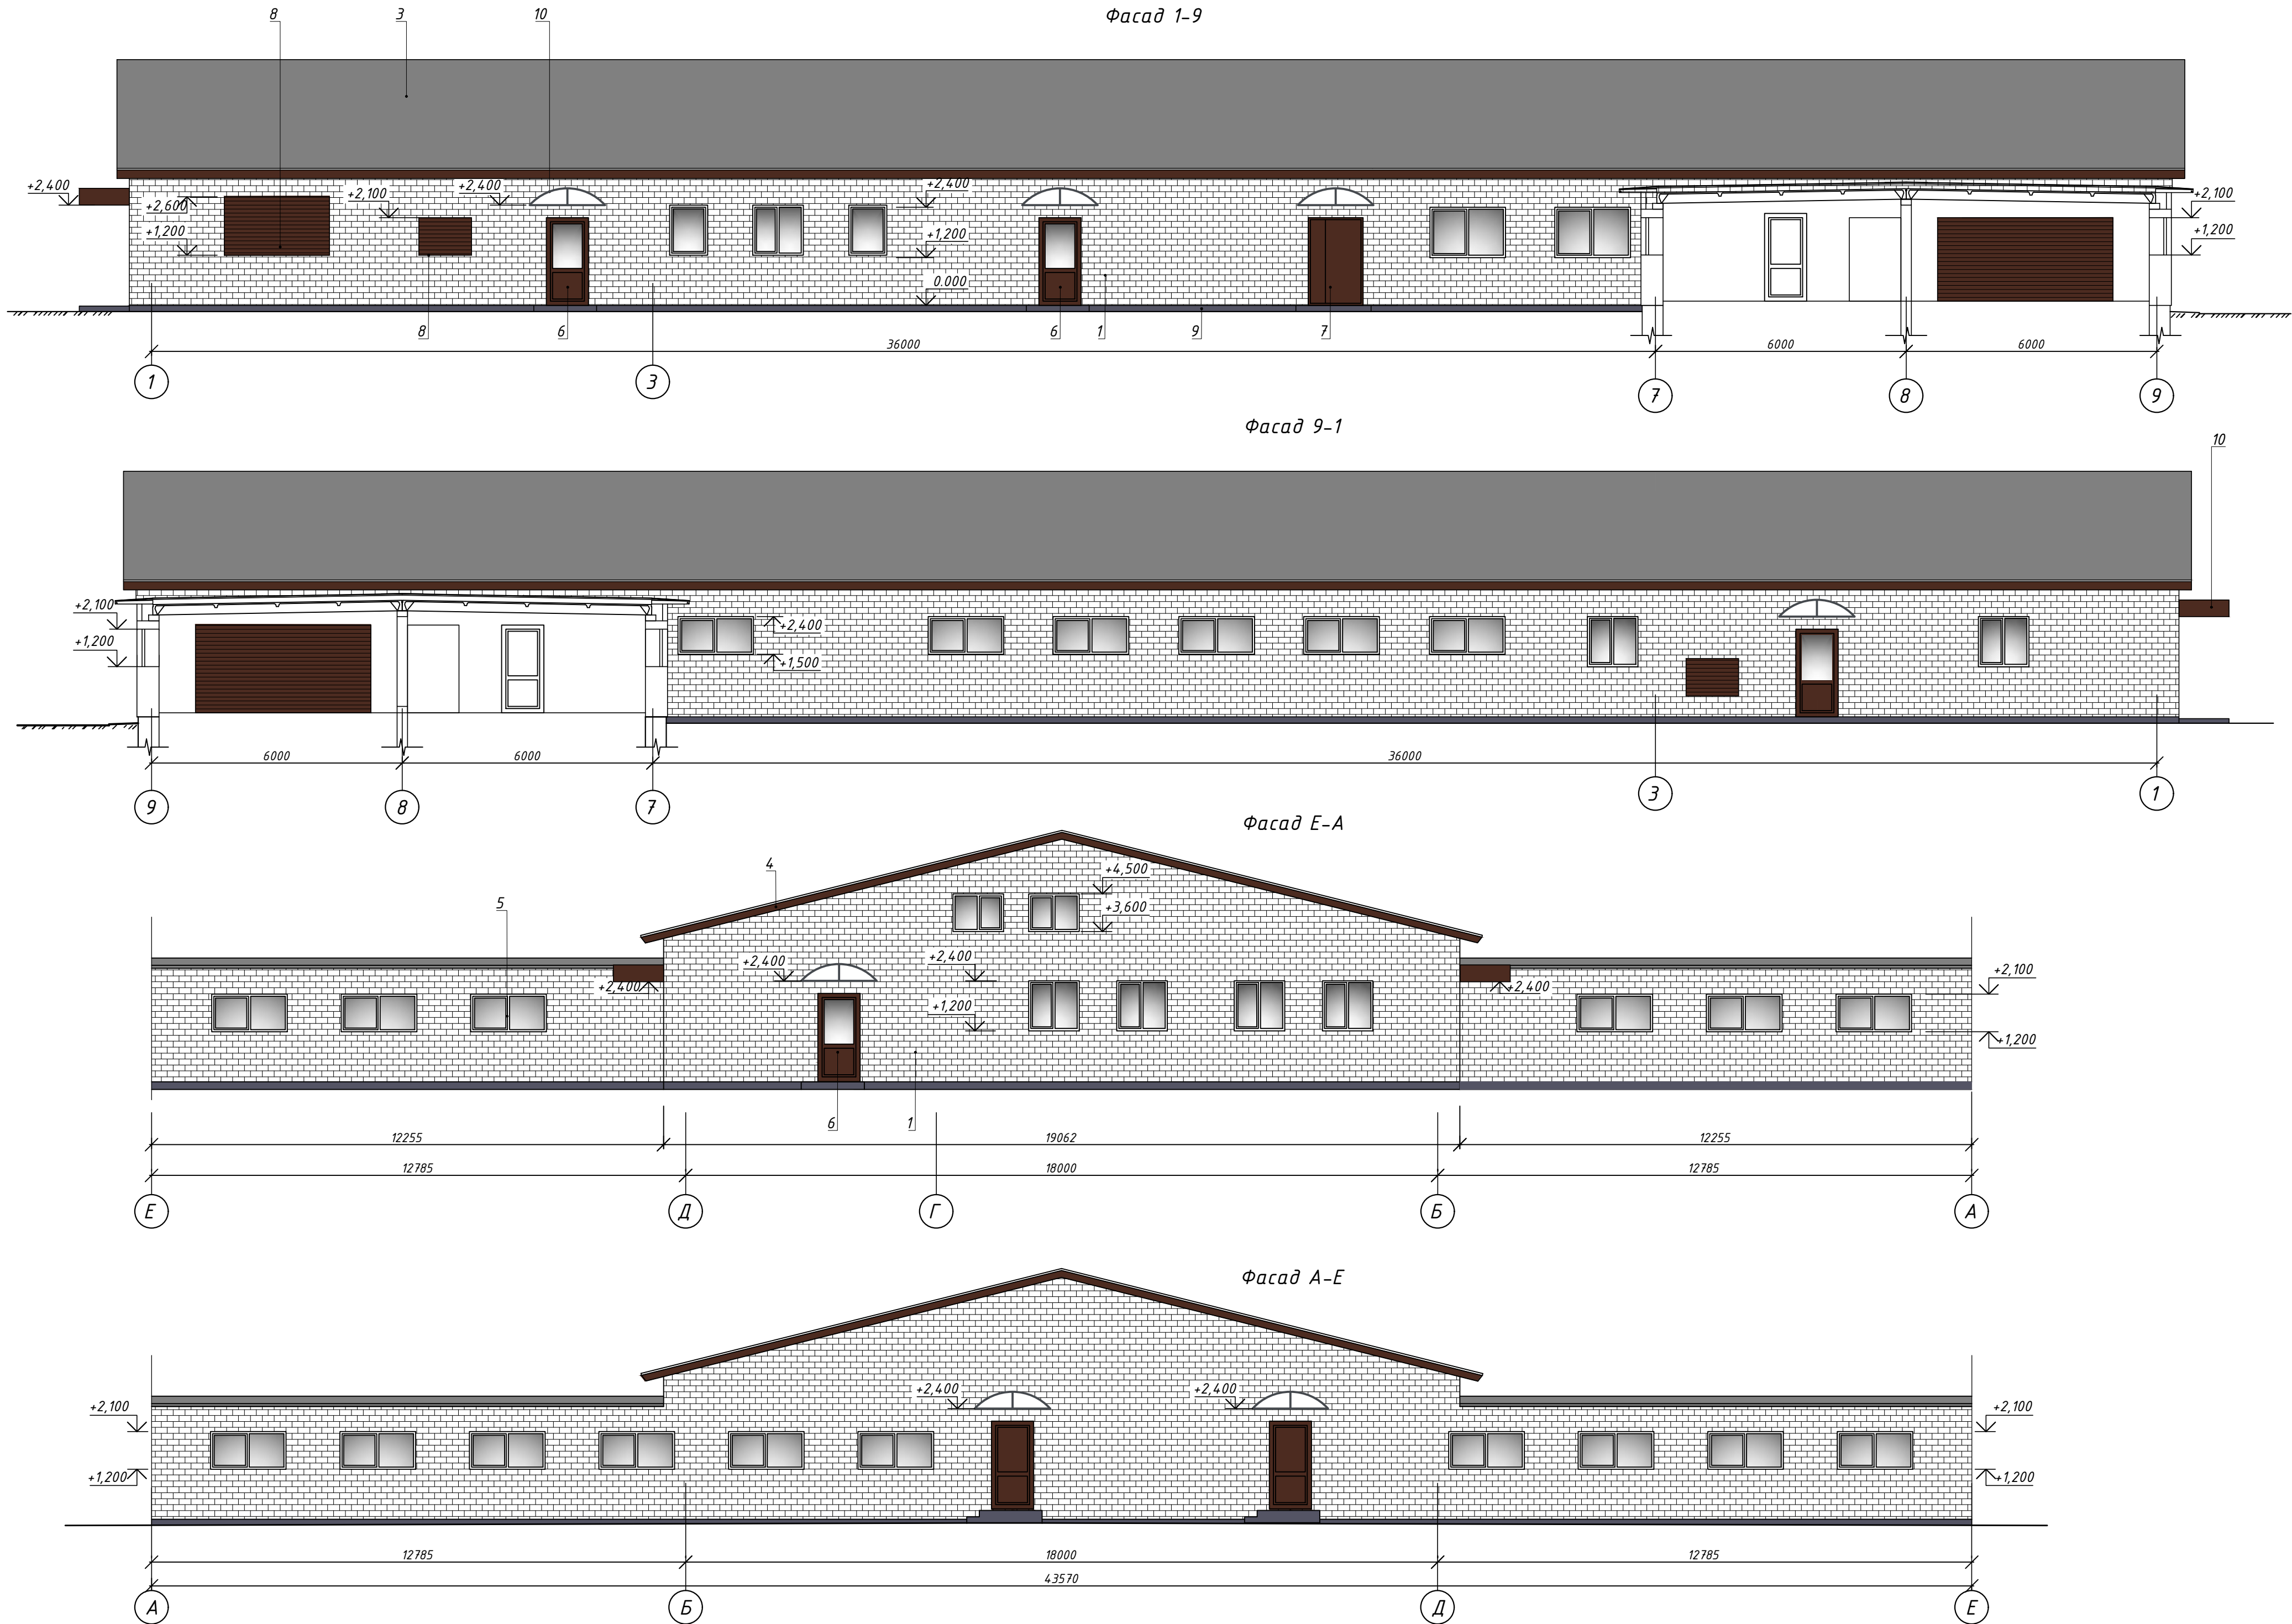 8 3 10 Фасад 1-9
+2,400 +2,600 +2,100 +2,400 +2,400 +2,100
+1,200 +1,200 +1,200
0.000
8 6 6 1 9 7
36000 6000 6000
1 3 7 8 9
Фасад 9-1
10
+2,100 +2,400
+1,200 +1,500
6000 6000 36000
9 8 7 3 1
Фасад Е-А
4 +4,500
5 +3,600
+2,400 +2,400 +2,100
+2,400 +2,400
+1,200 +1,200
6 1
12255 19062 12255
12785 18000 12785
Е Д Г Б А
Фасад А-Е
+2,100 +2,400 +2,400 +2,100
+1,200 +1,200
12785 18000 12785
43570
А Б Д Е